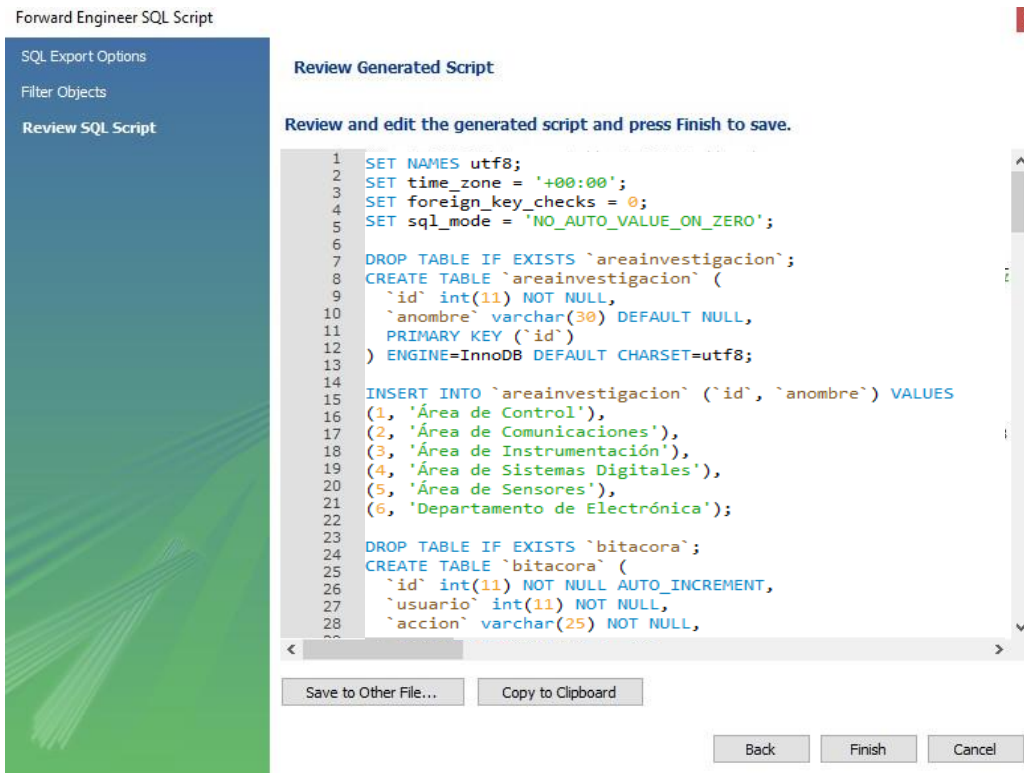 Forward Engineer SQL Script
SQL Export Options
Filter Objects
Review SQL Script
Review Generated Script
Review and edit the generated script and press Finish to save.
1
2
3
4
5
6
7
8
9
10
11
12
13
14
15
16
17
18
19
20
21
22
23
24
25
26
27
28
SET NAMES utf8;
SET time_zone = '+00:00';
SET foreign_key_checks = 0;
SET sql_mode = 'NO_AUTO_VALUE_ON_ZERO';
DROP TABLE IF EXISTS `areainvestigacion`;
CREATE TABLE `areainvestigacion` (
`id` int(11) NOT NULL,
`anombre` varchar(30) DEFAULT NULL,
PRIMARY KEY (`id`)
) ENGINE=InnoDB DEFAULT CHARSET=utf8;
INSERT INTO `areainvestigacion` (`id`, `anombre`) VALUES
(1, 'Área de Control'),
(2, 'Área de Comunicaciones'),
(3, 'Área de Instrumentación'),
(4, 'Área de Sistemas Digitales'),
(5, 'Área de Sensores'),
(6, 'Departamento de Electrónica');
DROP TABLE IF EXISTS `bitacora`;
CREATE TABLE `bitacora` (
`id` int(11) NOT NULL AUTO_INCREMENT,
`usuario` int(11) NOT NULL,
`accion` varchar(25) NOT NULL,
Save to Other File...
Copy to Clipboard
Back
Finish
Cancel